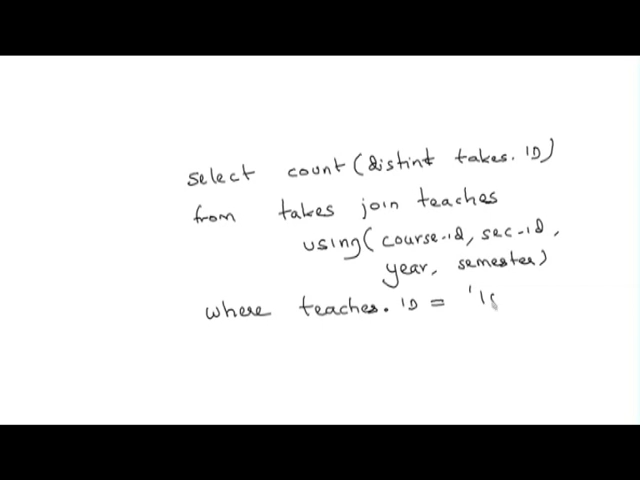 select count(distint takes.ID)
from takes join teaches
using(course-id, sec-id,
year, semester)
where teaches.ID = '1